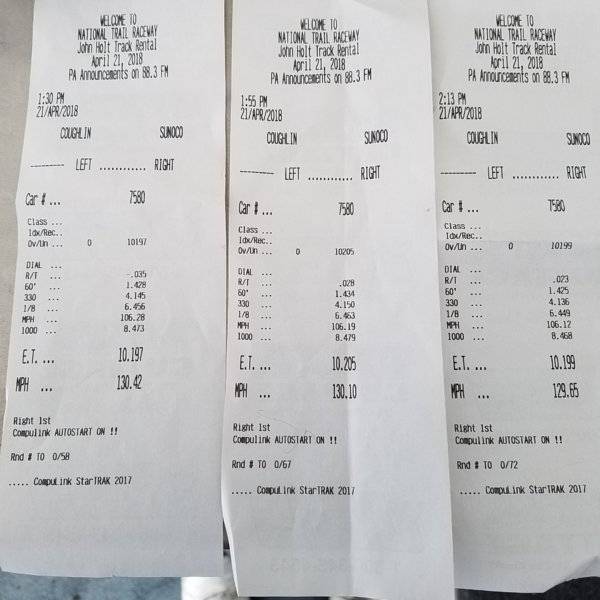 WELCOME TO
NATIONAL TRAIL RACEWAY
John Holt Track Rental
April 21, 2018
PA Announcements on 88.3 FM
1:30 PM
21/APR/2018
COUGHLIN SUNOCO
--------- LEFT ............ RIGHT
Car # ... 7580
Class ...
Idx/Rec..
Ov/Un ... 0 10197
DIAL ...
R/T ... -.035
60' ... 1.428
330 ... 4.145
1/8 ... 6.456
MPH ... 106.28
1000 ... 8.473
E.T. ... 10.197
MPH ... 130.42
Right 1st
Compulink AUTOSTART ON !!
Rnd # TO 0/58
..... CompuLink StarTRAK 2017
WELCOME TO
NATIONAL TRAIL RACEWAY
John Holt Track Rental
April 21, 2018
PA Announcements on 88.3 FM
1:55 PM
21/APR/2018
COUGHLIN SUNOCO
--------- LEFT ............ RIGHT
Car # ... 7580
Class ...
Idx/Rec..
Ov/Un ... 0 10205
DIAL ...
R/T ... .028
60' ... 1.434
330 ... 4.150
1/8 ... 6.463
MPH ... 106.19
1000 ... 8.479
E.T. ... 10.205
MPH ... 130.10
Right 1st
Compulink AUTOSTART ON !!
Rnd # TO 0/67
..... CompuLink StarTRAK 2017
WELCOME TO
NATIONAL TRAIL RACEWAY
John Holt Track Rental
April 21, 2018
PA Announcements on 88.3 FM
2:13 PM
21/APR/2018
COUGHLIN SUNOCO
--------- LEFT ............ RIGHT
Car # ... 7580
Class ...
Idx/Rec..
Ov/Un ... 0 10199
DIAL ...
R/T ... .023
60' ... 1.425
330 ... 4.136
1/8 ... 6.449
MPH ... 106.12
1000 ... 8.468
E.T. ... 10.199
MPH ... 129.65
Right 1st
Compulink AUTOSTART ON !!
Rnd # TO 0/72
..... CompuLink StarTRAK 2017